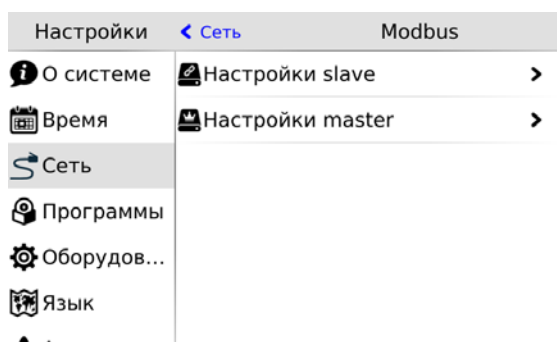 Настройки
Сеть
Modbus
О системе
Время
Сеть
Программы
Оборудов...
Язык
Настройки slave
Настройки master